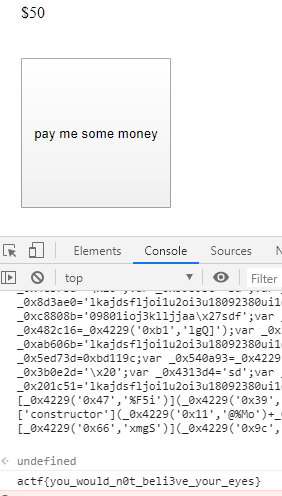 $50
pay me some money
Elements Console Sources
top Filter
_0x8d3ae0='lkajdsfljoi1u2oi3u18092380ui1
_0xc8808b='09801ioj3klljjaa\x27sdf';var _
_0x482c16=_0x4229('0xb1','lgQ]');var _0x
_0xab606b='lkajdsfljoi1u2oi3u18092380ui1
_0x5ed73d=0xbd119c;var _0x540a93=_0x4229
_0x3b0e2d='\x20';var _0x4313d4='sd';var _
_0x201c51=_0x4229('0x47','%F5i')](_0x4229('0x39',
['constructor'](_0x4229('0x11','@%Mo')+_0
[_0x4229('0x66','xmgS')](_0x4229('0x9c',
undefined
actf{you_would_n0t_beli3ve_your_eyes}